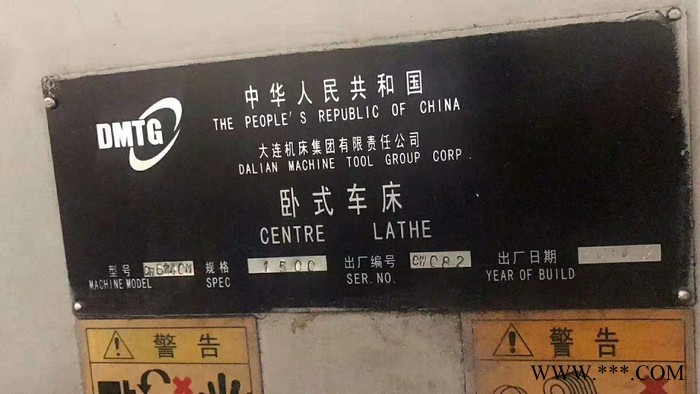 DMTG
中华人民共和国
THE PEOPLE'S REPUBLIC OF CHINA
大连机床集团有限责任公司
DALIAN MACHINE TOOL GROUP CORP.
卧式车床
CENTRE LATHE
型号 规格 1500 出厂编号 出厂日期
MACHINE MODEL SPEC SER.NO. YEAR OF BUILD
警告 警告
WWW.***.COM